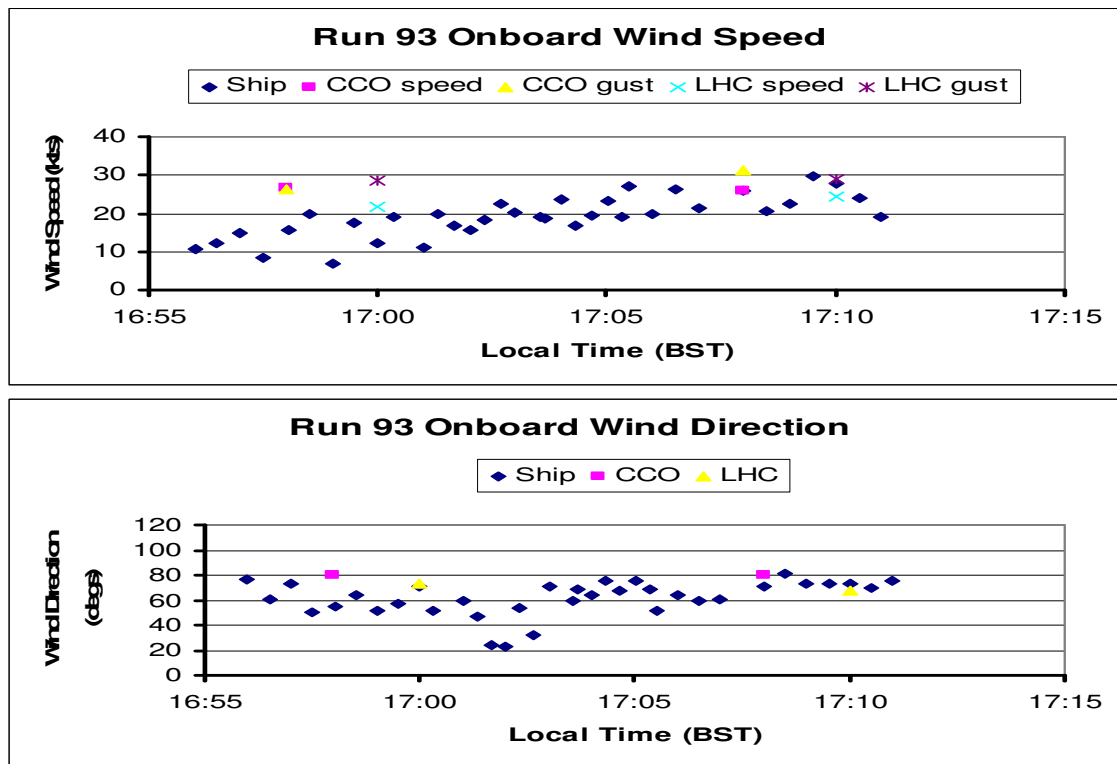 Run 93 Onboard Wind Speed
Ship CCO speed CCO gust LHC speed LHC gust
Wind Speed (kts)
40
30
20
10
0
16:55 17:00 17:05 17:10 17:15
Local Time (BST)
Run 93 Onboard Wind Direction
Ship CCO LHC
Wind Direction
(degs)
120
100
80
60
40
20
0
16:55 17:00 17:05 17:10 17:15
Local Time (BST)